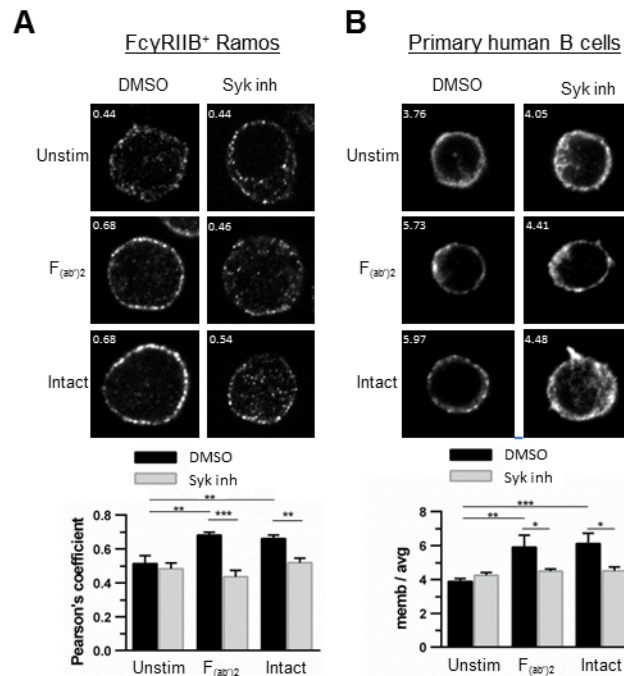 A
FcγRIIB⁺ Ramos
DMSO
Syk inh
Unstim
0.44
0.44
F(ab')2
0.68
0.46
Intact
0.68
0.54
DMSO
Syk inh
Pearson's coefficient
0.8
0.6
0.4
0.2
0.0
**
**
***
**
Unstim
F(ab')2
Intact
B
Primary human B cells
DMSO
Syk inh
Unstim
3.76
4.05
F(ab')2
5.73
4.41
Intact
5.97
4.48
DMSO
Syk inh
memb / avg
8
6
4
2
0
***
**
*
*
Unstim
F(ab')2
Intact